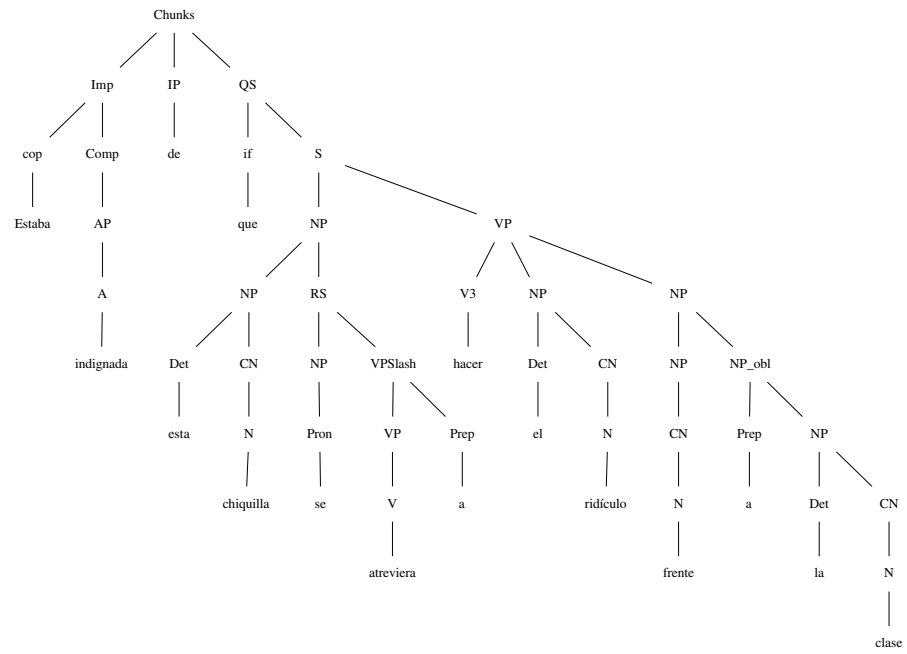 Chunks
Imp IP QS
cop Comp de if S
Estaba AP que NP VP
A NP RS V3 NP NP
indignada Det CN NP VPSlash hacer Det CN NP NP_obl
esta N Pron VP Prep el N CN Prep NP
chiquilla se V a ridículo N a Det CN
atreviera frente la N
clase